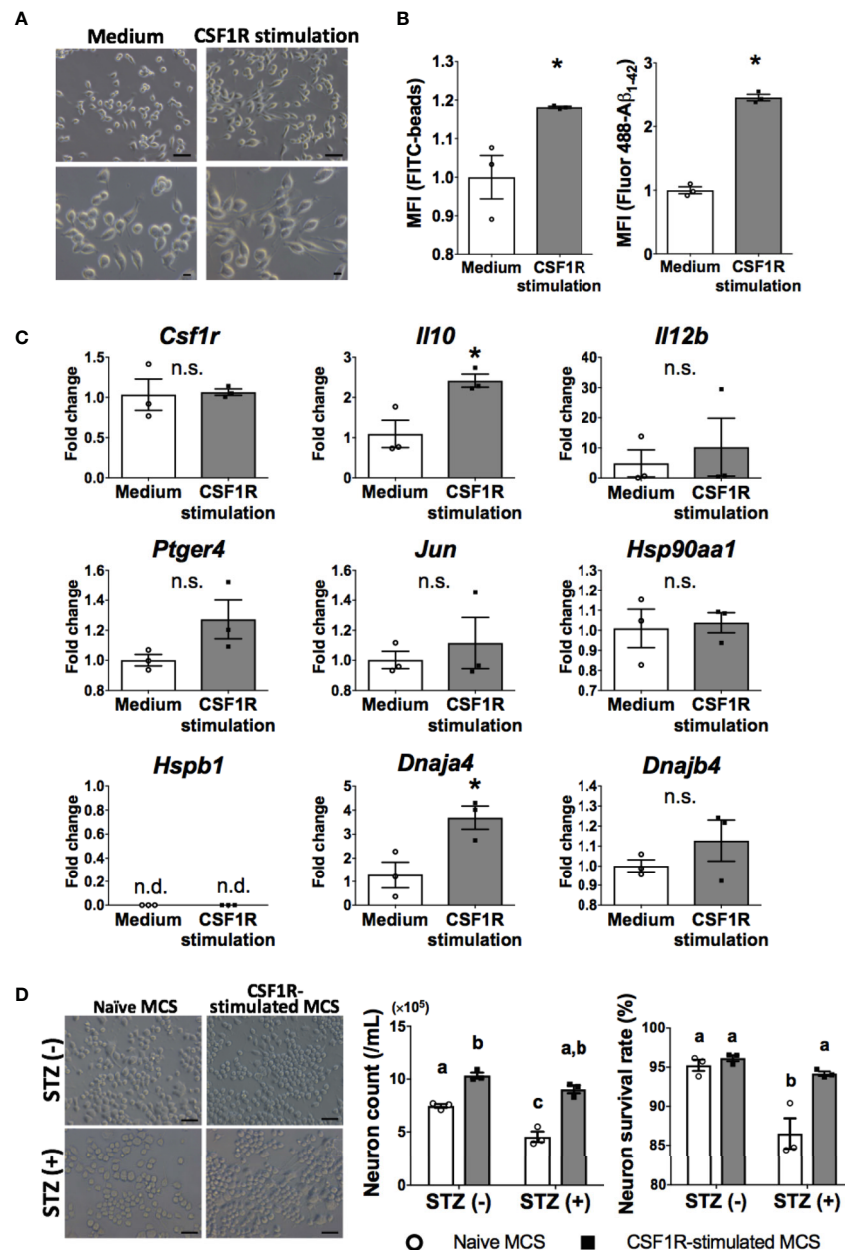 A
Medium CSF1R stimulation
B
MFI (FITC-beads)
1.3
1.2
1.1
1.0
0.9
0.8
*
Medium CSF1R
stimulation
MFI (Fluor 488-Aβ1-42)
3
2
1
0
*
Medium CSF1R
stimulation
C
Csf1r
Fold change
1.5
1.0
0.5
0.0
n.s.
Medium CSF1R
stimulation
Il10
Fold change
3
2
1
0
*
Medium CSF1R
stimulation
Il12b
Fold change
40
30
20
10
0
n.s.
Medium CSF1R
stimulation
Ptger4
Fold change
1.6
1.4
1.2
1.0
0.8
n.s.
Medium CSF1R
stimulation
Jun
Fold change
1.6
1.4
1.2
1.0
0.8
n.s.
Medium CSF1R
stimulation
Hsp90aa1
Fold change
1.3
1.2
1.1
1.0
0.9
0.8
0.7
n.s.
Medium CSF1R
stimulation
Hspb1
Fold change
1.0
0.8
0.6
0.4
0.2
0.0
n.d. n.d.
Medium CSF1R
stimulation
Dnaja4
Fold change
5
4
3
2
1
0
*
Medium CSF1R
stimulation
Dnajb4
Fold change
1.4
1.3
1.2
1.1
1.0
0.9
0.8
n.s.
Medium CSF1R
stimulation
D
Naïve MCS CSF1R-
stimulated MCS
STZ (-)
STZ (+)
Neuron count (/mL)
(×10⁵)
15
10
5
0
a b c a,b
STZ (-) STZ (+)
Neuron survival rate (%)
100
95
90
85
80
a a b a
STZ (-) STZ (+)
Naive MCS CSF1R-stimulated MCS